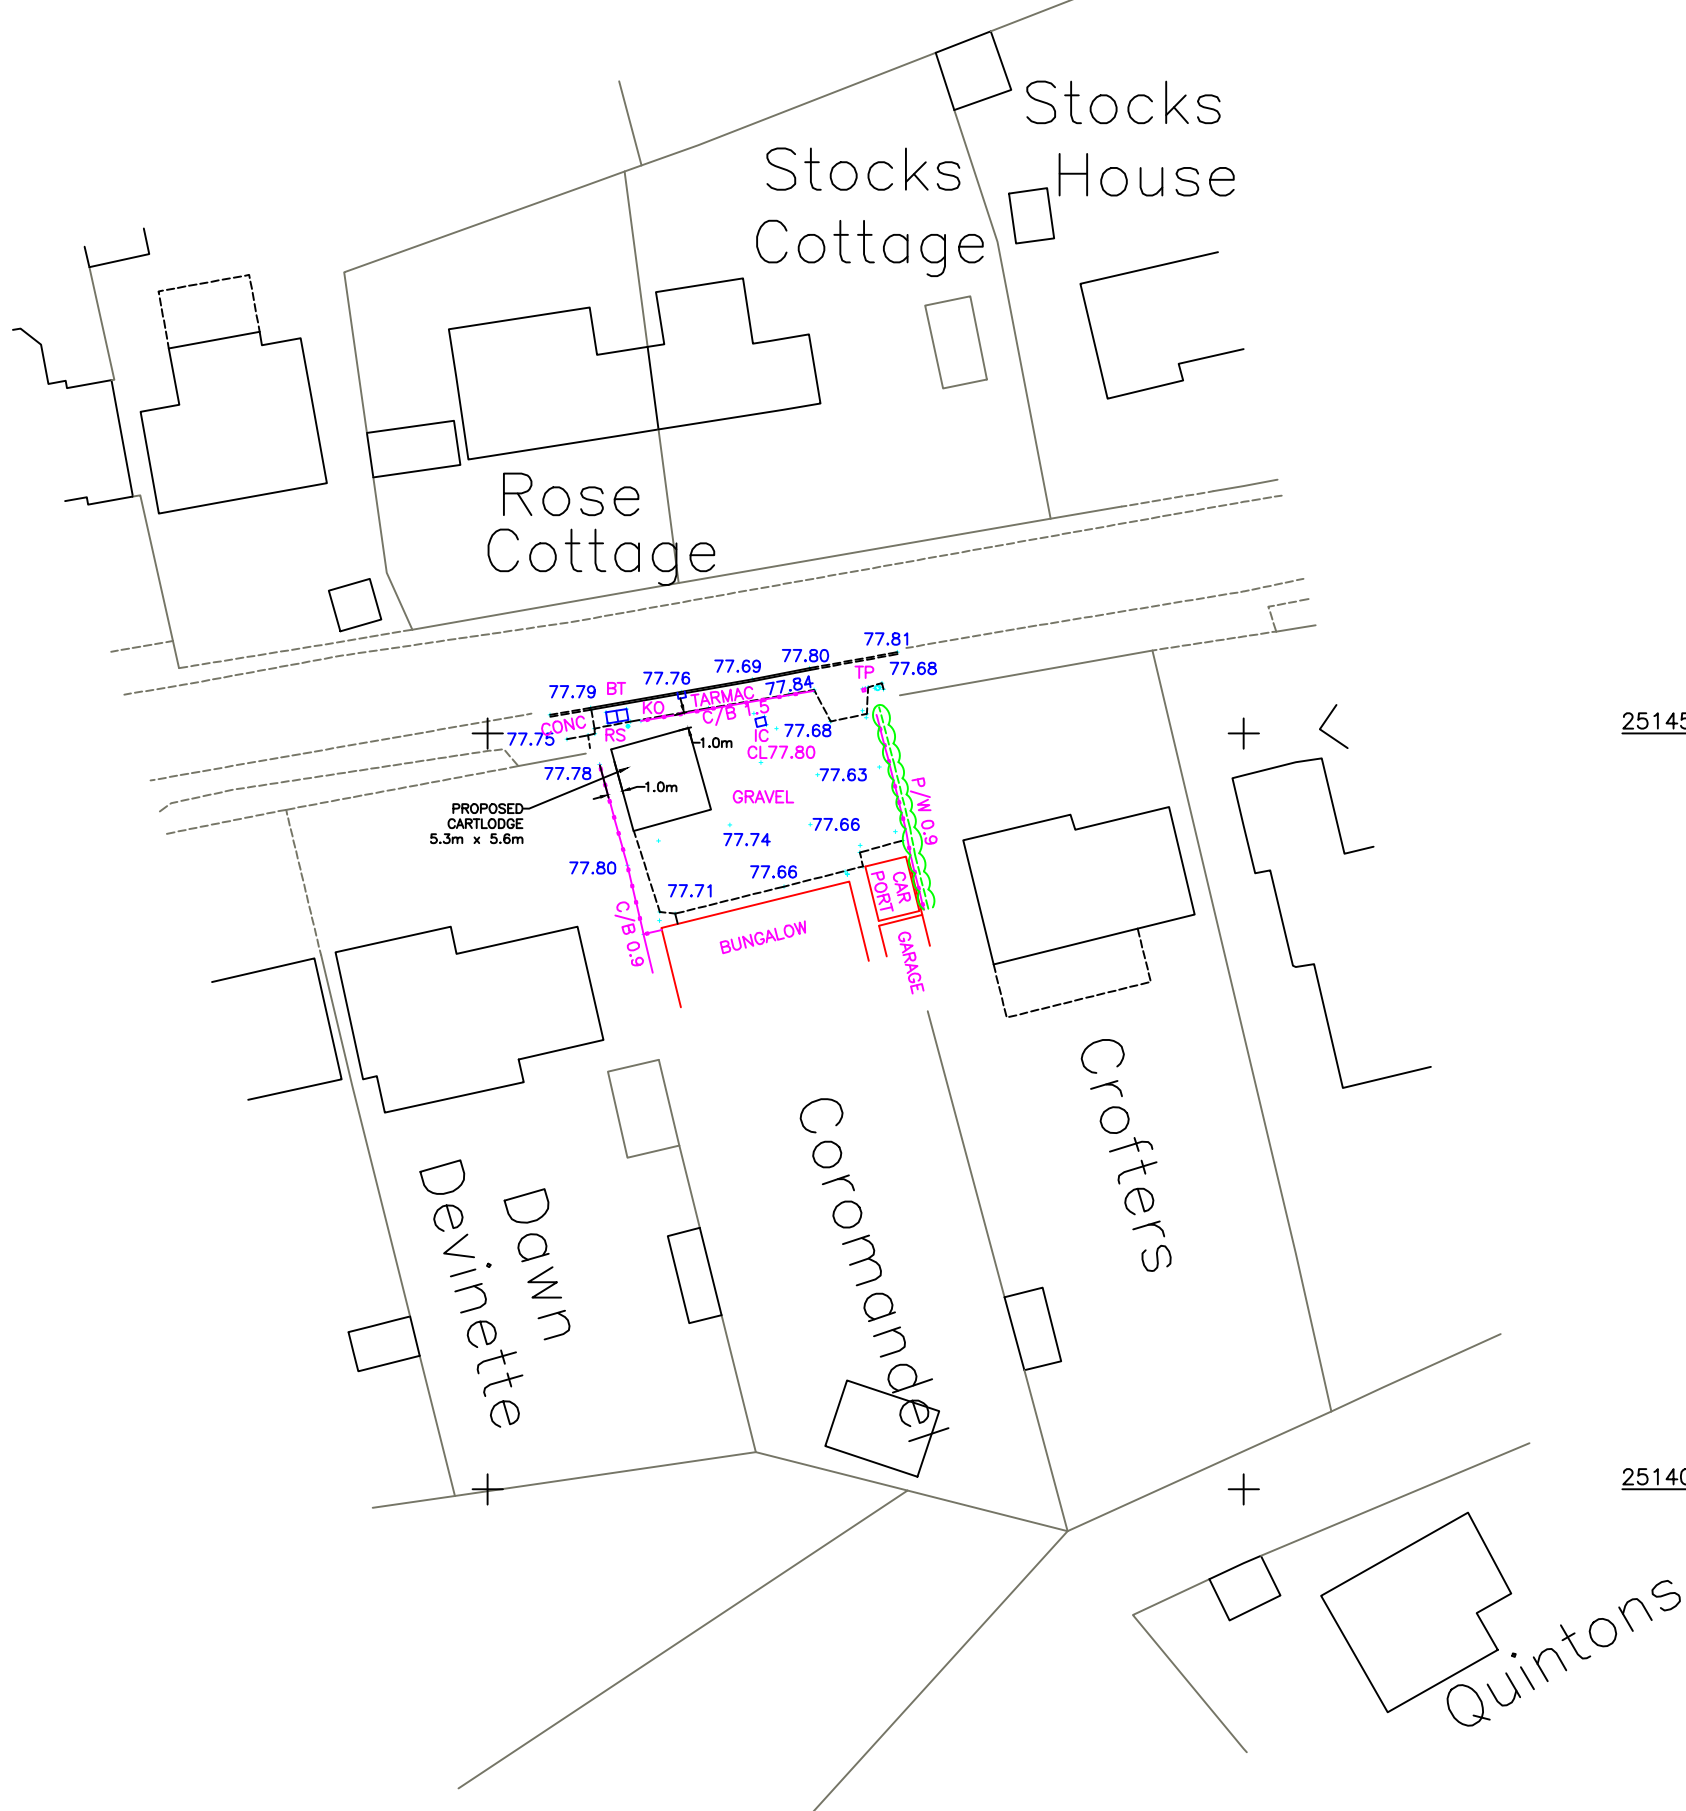 Stocks
House
Stocks
Cottage
Rose
Cottage
77.81
77.80
77.68
77.69
TP
77.76
77.84
77.79
BT
TARMAC
KO
C/B 1.5
CONC
RS
IC
77.68
77.75
CL77.80
1.0m
25145
77.78
77.63
1.0m
GRAVEL
P/W 0.9
PROPOSED
CARTLODGE
5.3m x 5.6m
77.66
77.74
77.80
77.66
77.71
CAR
PORT
C/B 0.9
BUNGALOW
GARAGE
Crofters
Coromandel
Dawn
Devinette
25140
Quintons